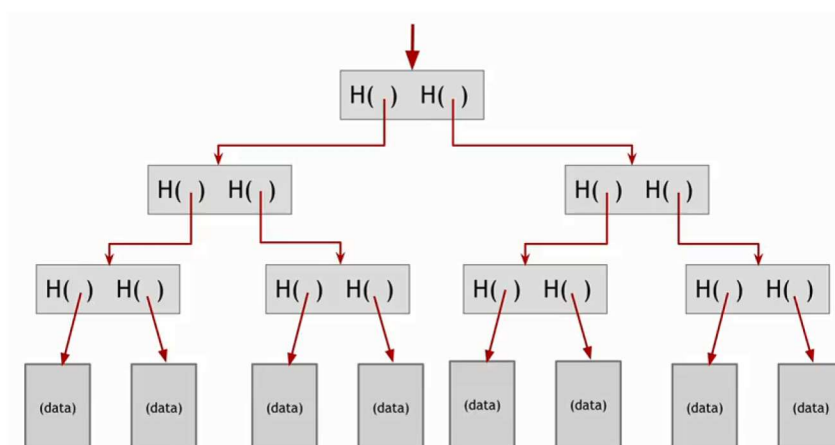 H( ) H( )
H( ) H( ) H( ) H( )
H( ) H( ) H( ) H( ) H( ) H( ) H( ) H( )
(data) (data) (data) (data) (data) (data) (data) (data)